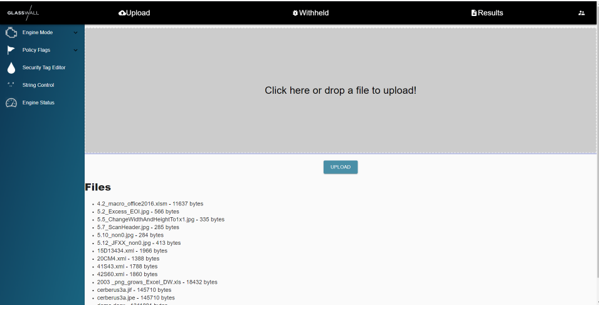 GLASSWALL
Upload
Withheld
Results
Engine Mode
Policy Flags
Security Tag Editor
String Control
Engine Status
Click here or drop a file to upload!
UPLOAD
Files
4.2_macro_office2016.xlsm - 11637 bytes
5.2_Excess_EOI.jpg - 566 bytes
5.5_ChangeWidthAndHeightTo1x1.jpg - 335 bytes
5.7_ScanHeader.jpg - 285 bytes
5.10_non0.jpg - 284 bytes
5.12_JFXX_non0.jpg - 413 bytes
15D13434.xml - 1966 bytes
20CM4.xml - 1388 bytes
41S43.xml - 1788 bytes
42S60.xml - 1860 bytes
2003 _png_grows_Excel_DW.xls - 18432 bytes
cerberus3a.jif - 145710 bytes
cerberus3a.jpe - 145710 bytes